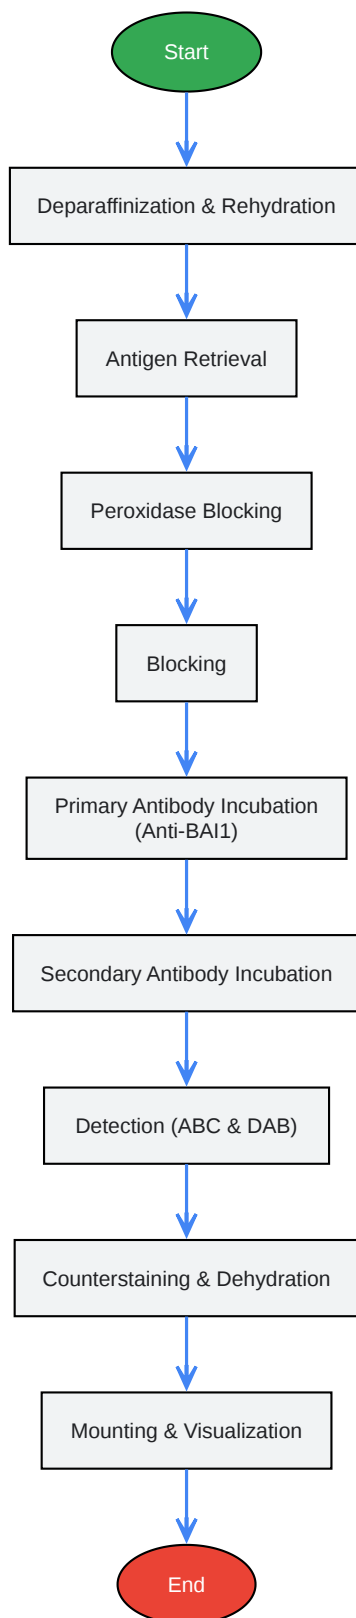 Start
Deparaffinization & Rehydration
Antigen Retrieval
Peroxidase Blocking
Blocking
Primary Antibody Incubation
(Anti-BAI1)
Secondary Antibody Incubation
Detection (ABC & DAB)
Counterstaining & Dehydration
Mounting & Visualization
End